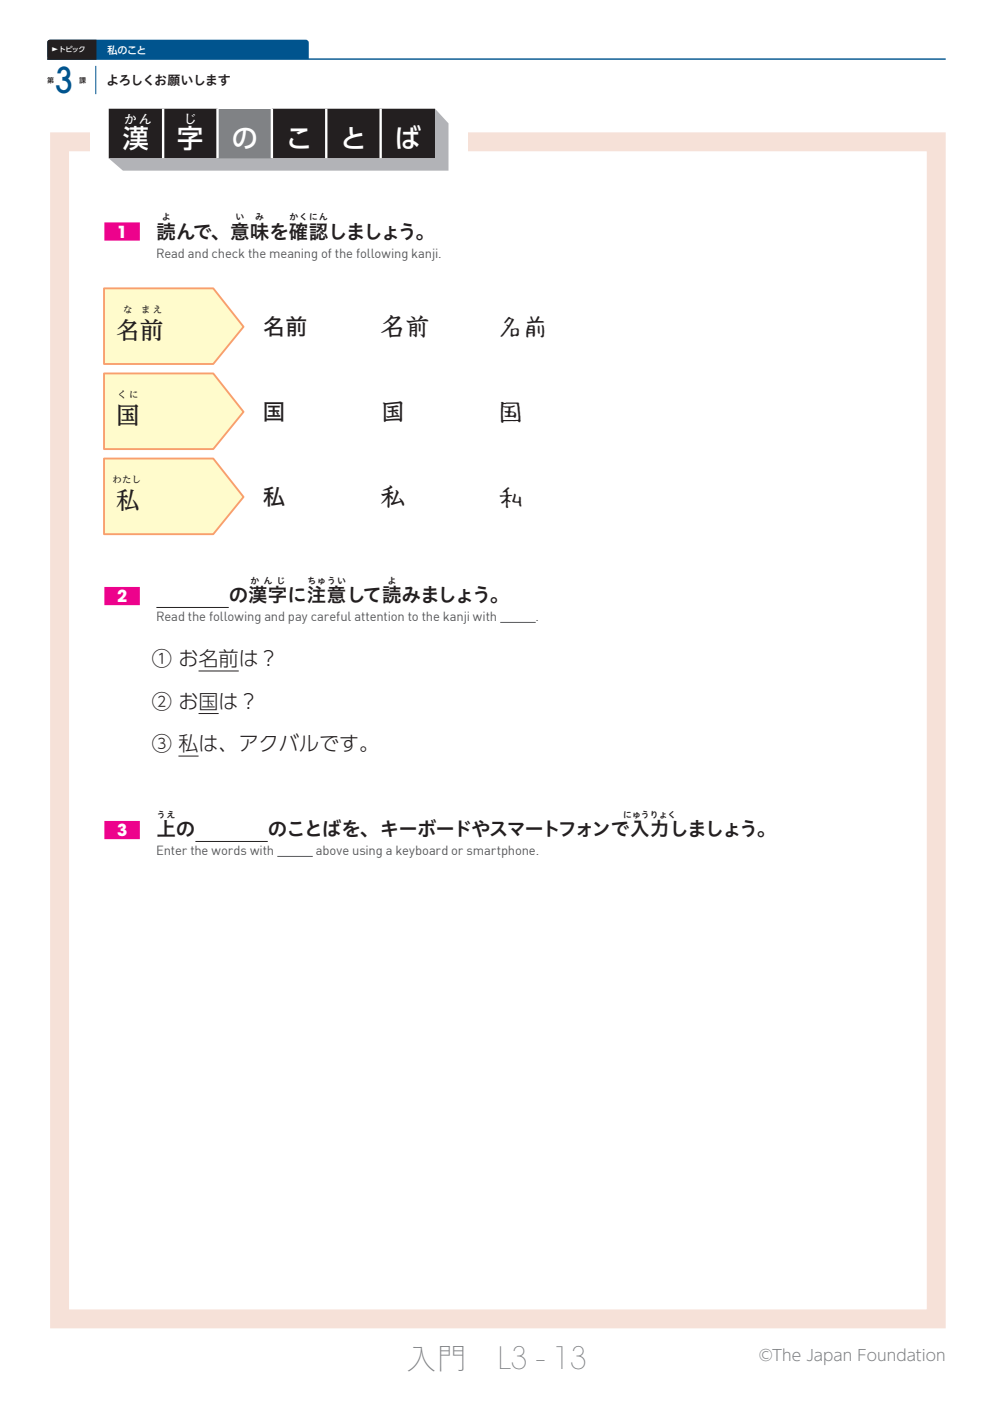 ▶トピック 私のこと
第3課 よろしくお願いします
かん じ
漢字のことば
よ い み かくにん
1 読んで、意味を確認しましょう。
Read and check the meaning of the following kanji.
な まえ
名前 名前 名前 名前
くに
国 国 国 国
わたし
私 私 私 私
かんじ ちゅうい よ
2 ______の漢字に注意して読みましょう。
Read the following and pay careful attention to the kanji with _____.
① お名前は？
② お国は？
③ 私は、アクバルです。
うえ にゅうりょく
3 上の______のことばを、キーボードやスマートフォンで入力しましょう。
Enter the words with _____ above using a keyboard or smartphone.
入門 L3 - 13
©The Japan Foundation